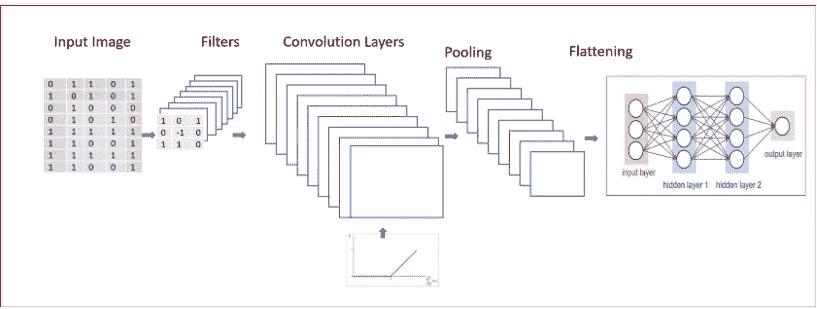 Input Image
Filters
Convolution Layers
Pooling
Flattening
0 1 1 0 1
1 0 1 0 1
1 0 1 0 0
0 1 0 1 0
1 1 1 1 1
1 1 0 0 1
1 1 1 1 1
1 1 0 0 1
1 0 1
0 -1 0
1 1 0
input layer
hidden layer 1
hidden layer 2
output layer